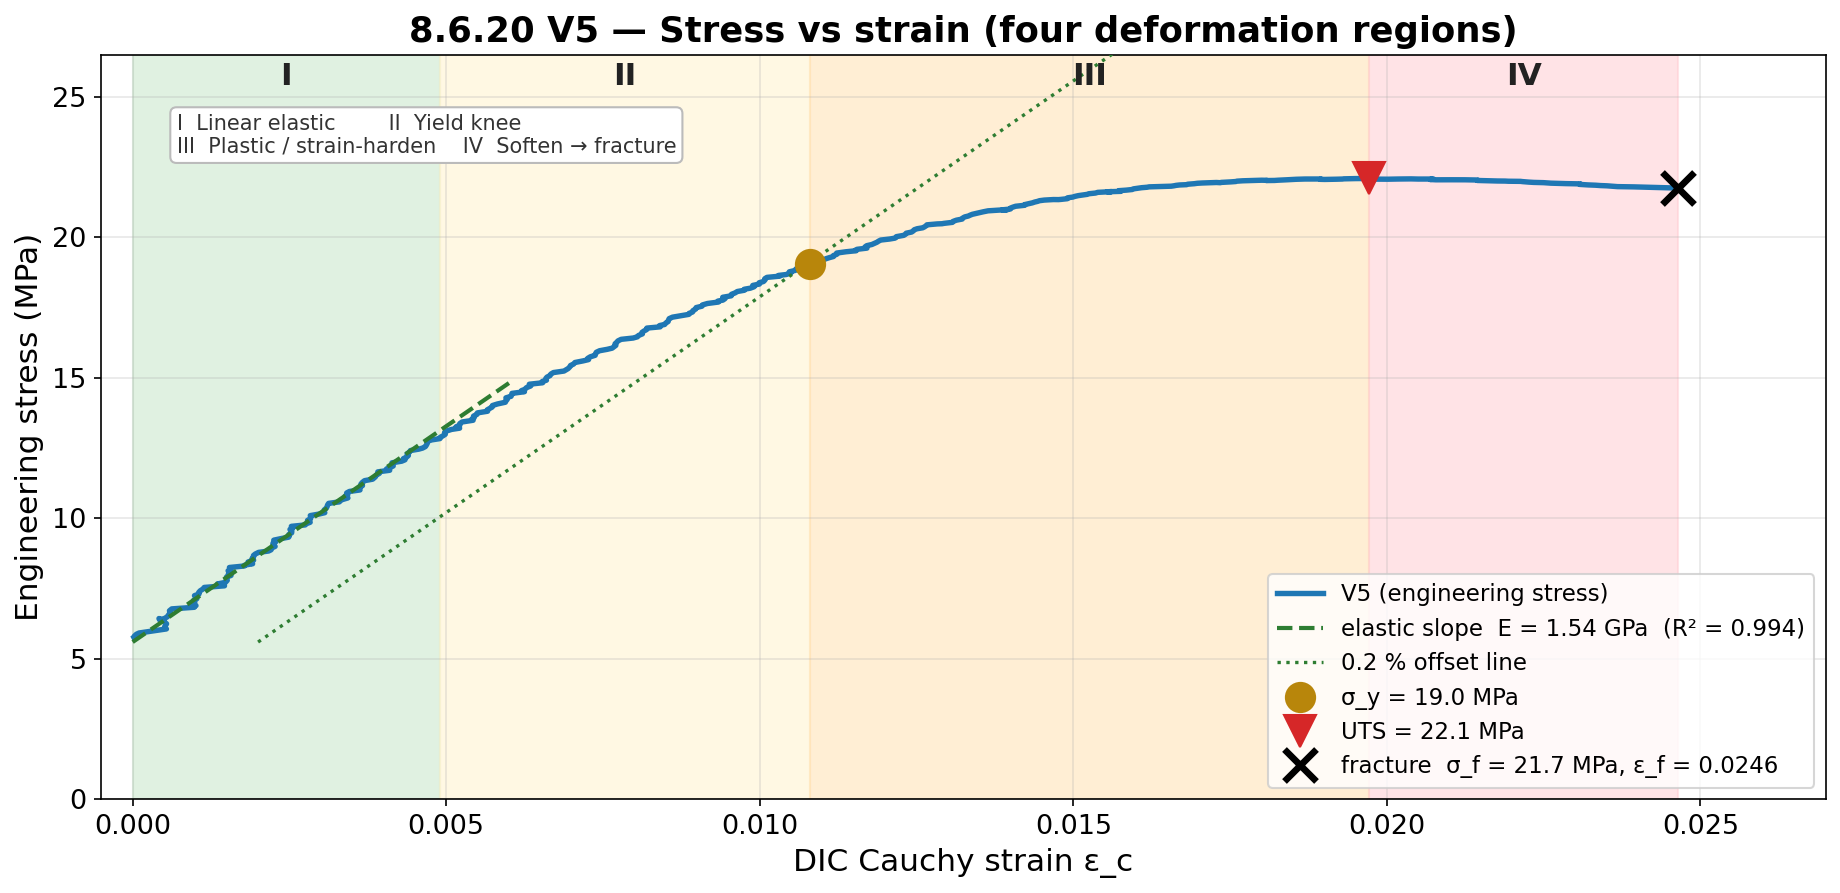 8.6.20 V5 — Stress vs strain (four deformation regions)
I II III IV
I Linear elastic II Yield knee
III Plastic / strain-harden IV Soften → fracture
Engineering stress (MPa)
25
20
15
10
5
0
V5 (engineering stress)
elastic slope E = 1.54 GPa (R² = 0.994)
0.2 % offset line
σ_y = 19.0 MPa
UTS = 22.1 MPa
fracture σ_f = 21.7 MPa, ε_f = 0.0246
0.000 0.005 0.010 0.015 0.020 0.025
DIC Cauchy strain ε_c